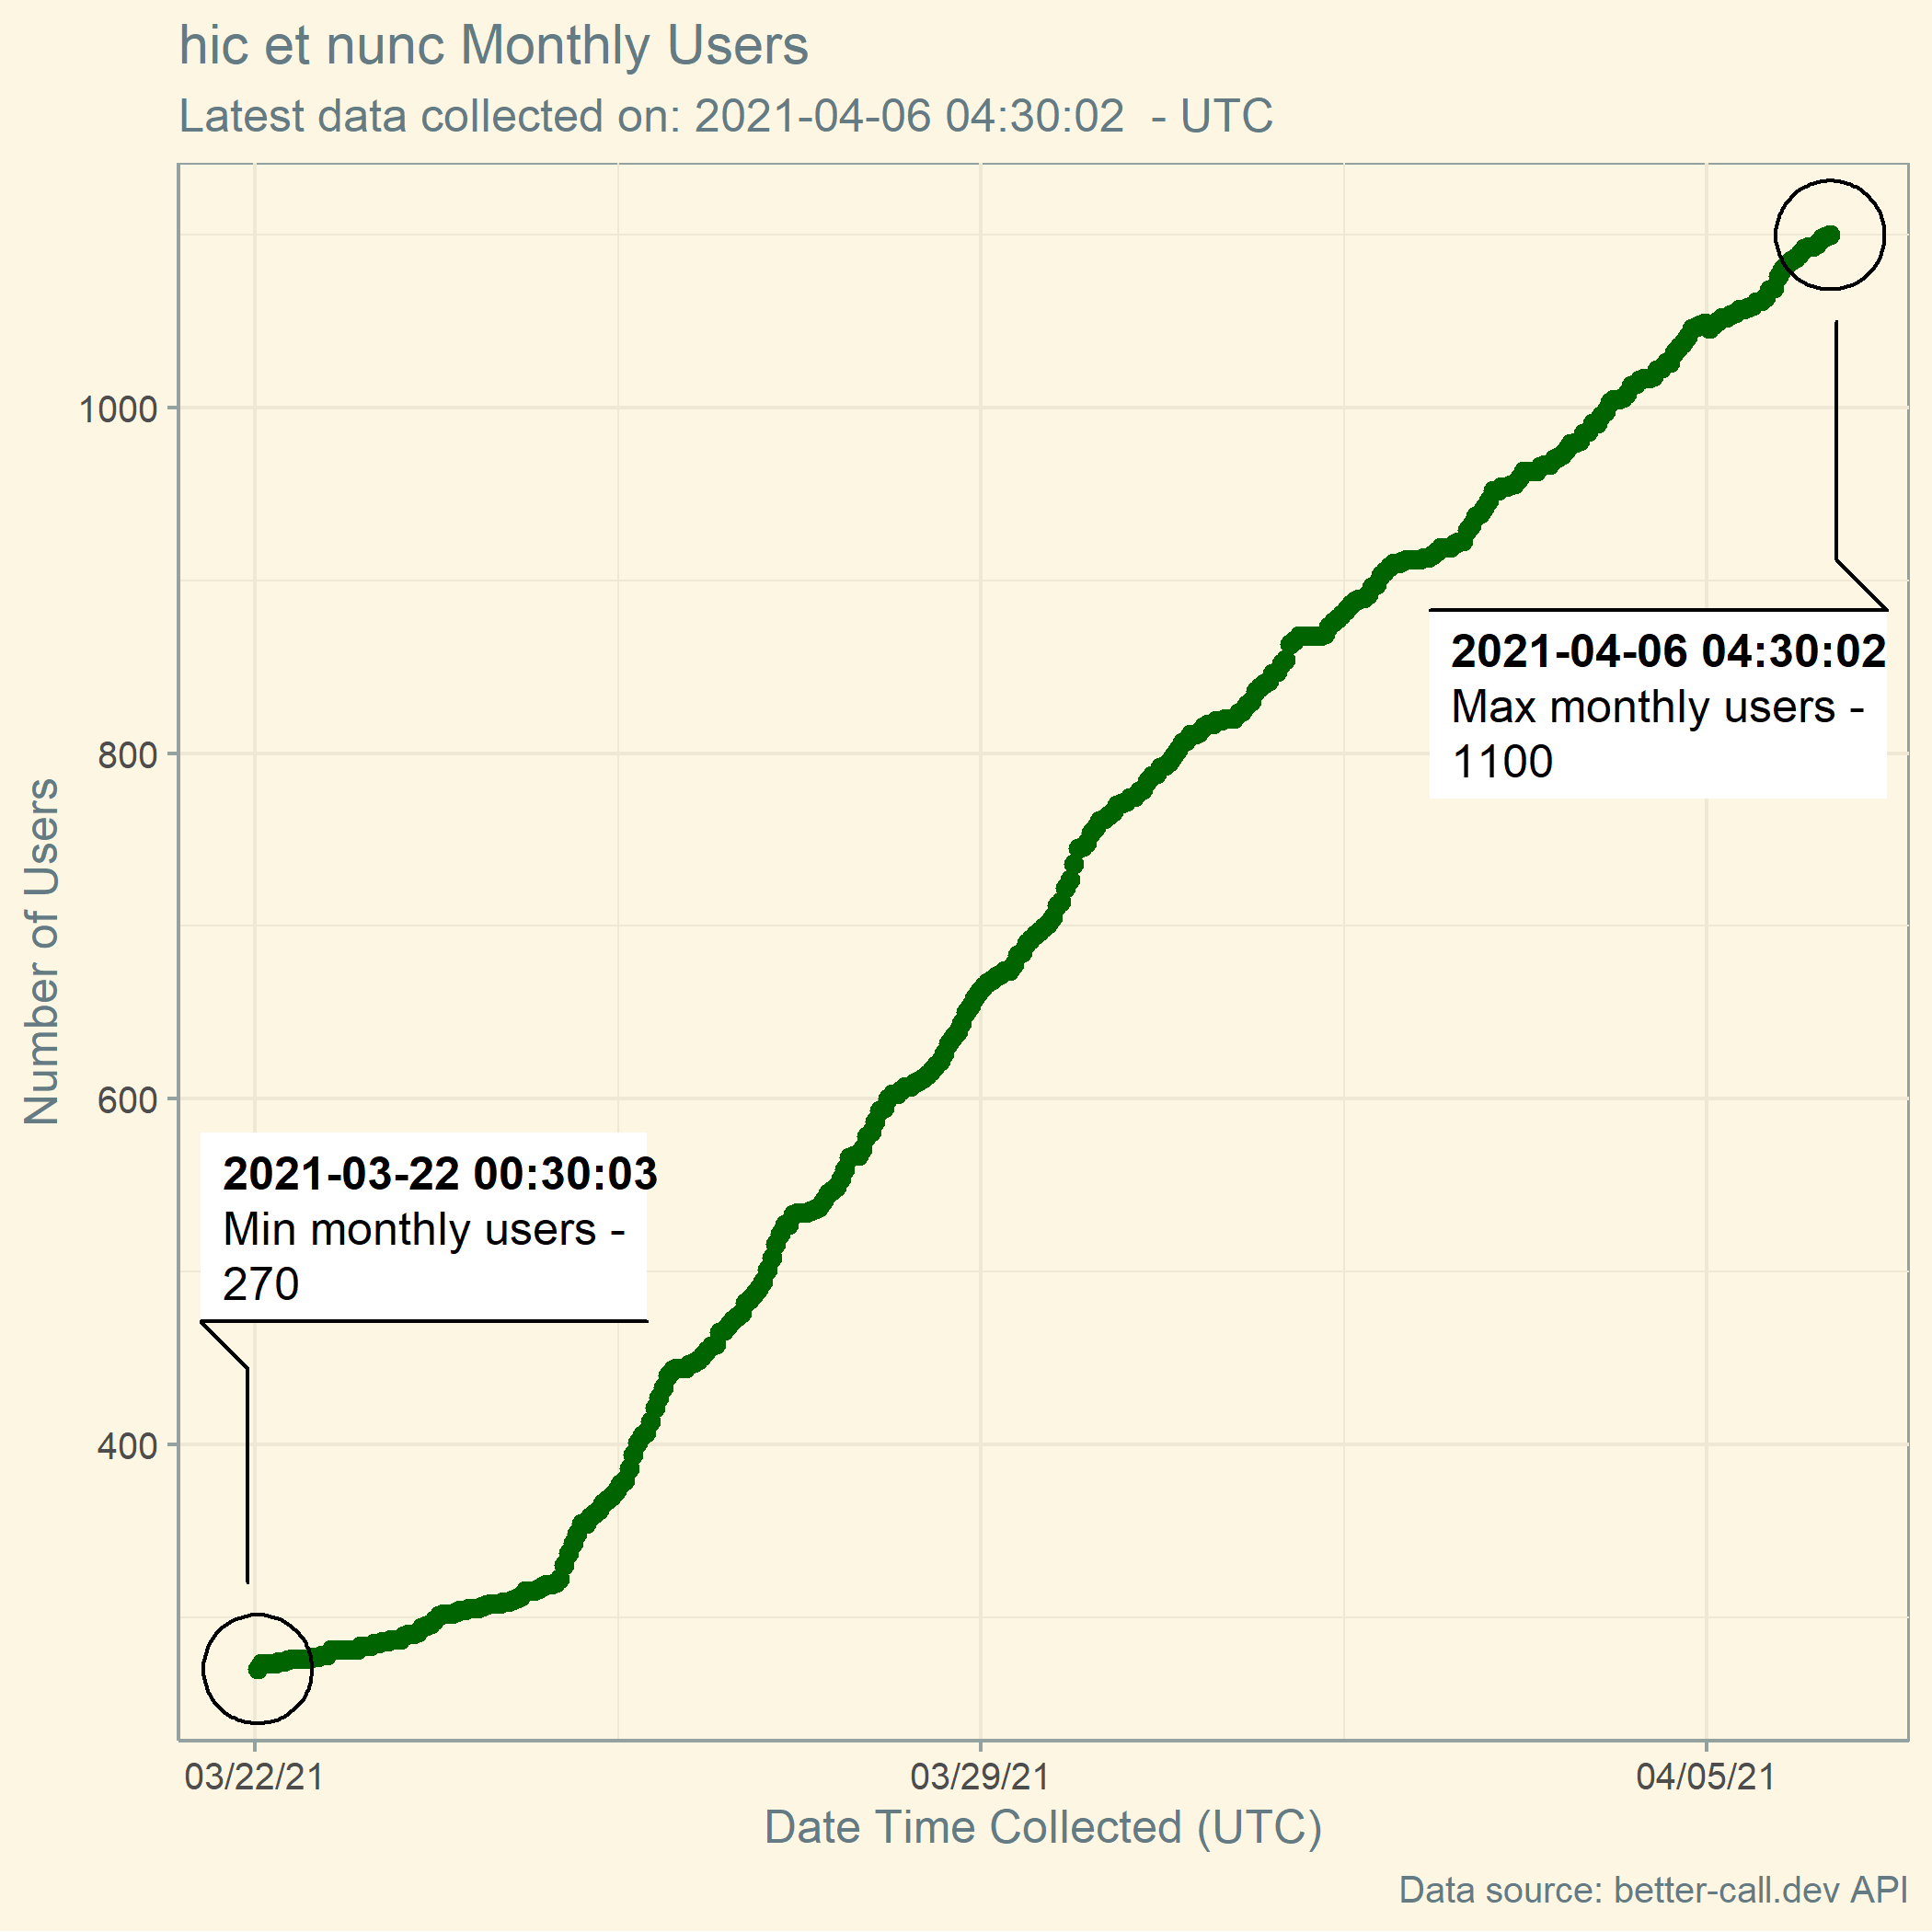 hic et nunc Monthly Users
Latest data collected on: 2021-04-06 04:30:02  - UTC
1000
800
600
400
Number of Users
2021-04-06 04:30:02
Max monthly users -
1100
2021-03-22 00:30:03
Min monthly users -
270
03/22/21
03/29/21
04/05/21
Date Time Collected (UTC)
Data source: better-call.dev API